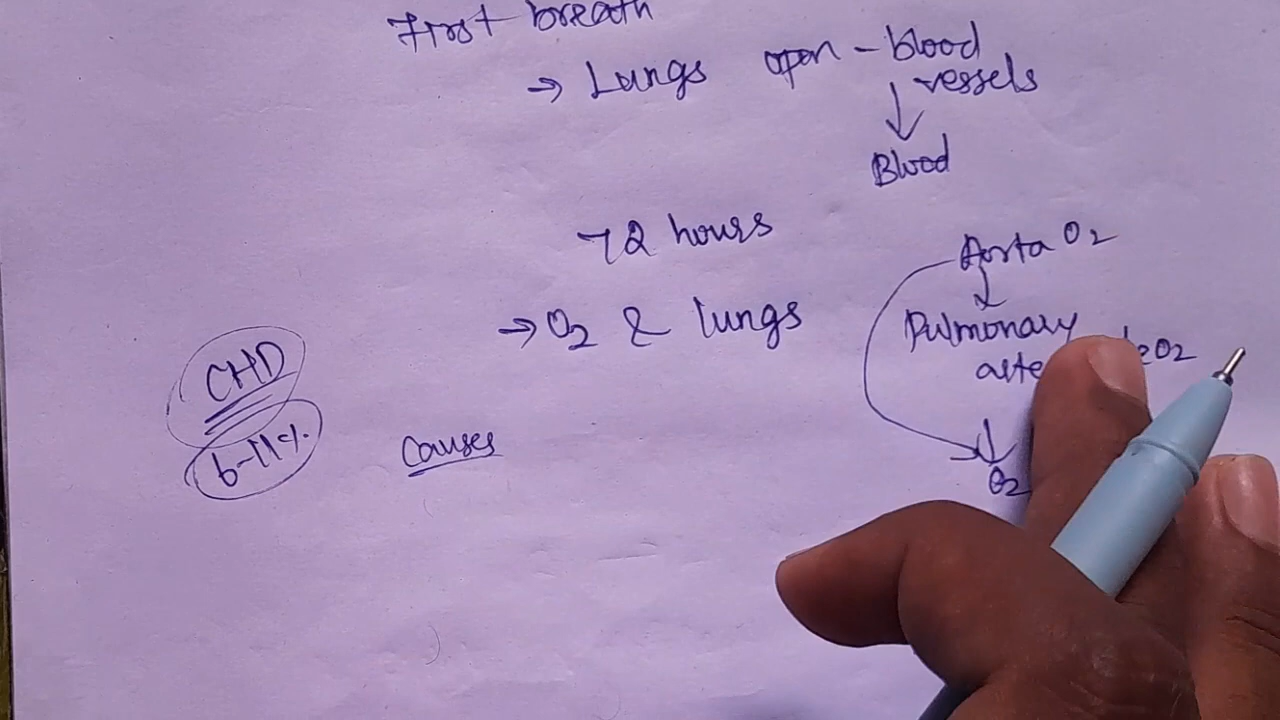 First breath
→ Lungs open - blood
vessels
↓
Blood
72 hours
→ O2 & lungs
Aorta O2
↓
Pulmonary
↓
O2
CHD
6-11%
Causes